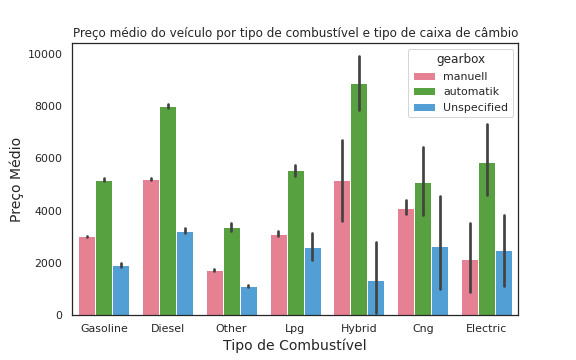 Preço médio do veículo por tipo de combustível e tipo de caixa de câmbio
gearbox
manuell
automatik
Unspecified
Preço Médio
10000
8000
6000
4000
2000
0
Gasoline Diesel Other Lpg Hybrid Cng Electric
Tipo de Combustível